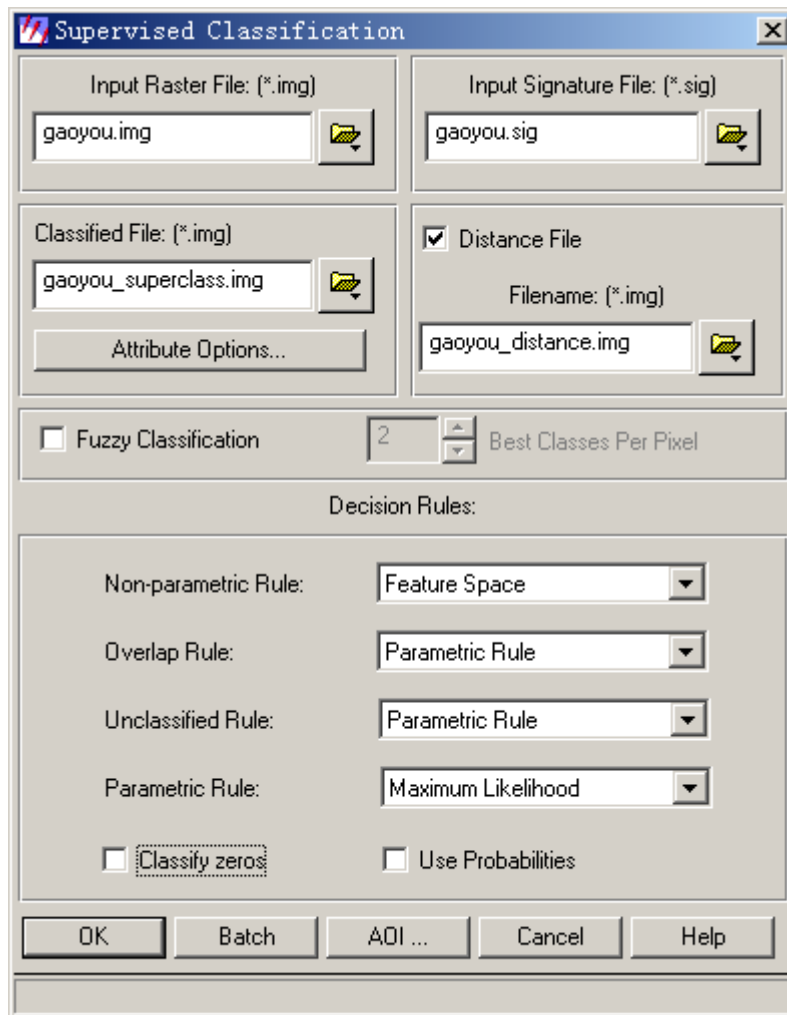 Supervised Classification
Input Raster File: (*.img)
Input Signature File: (*.sig)
gaoyou.img
gaoyou.sig
Classified File: (*.img)
Distance File
gaoyou_superclass.img
Filename: (*.img)
Attribute Options...
gaoyou_distance.img
Fuzzy Classification
2
Best Classes Per Pixel
Decision Rules:
Non-parametric Rule:
Feature Space
Overlap Rule:
Parametric Rule
Unclassified Rule:
Parametric Rule
Parametric Rule:
Maximum Likelihood
Classify zeros
Use Probabilities
OK
Batch
AOI ...
Cancel
Help